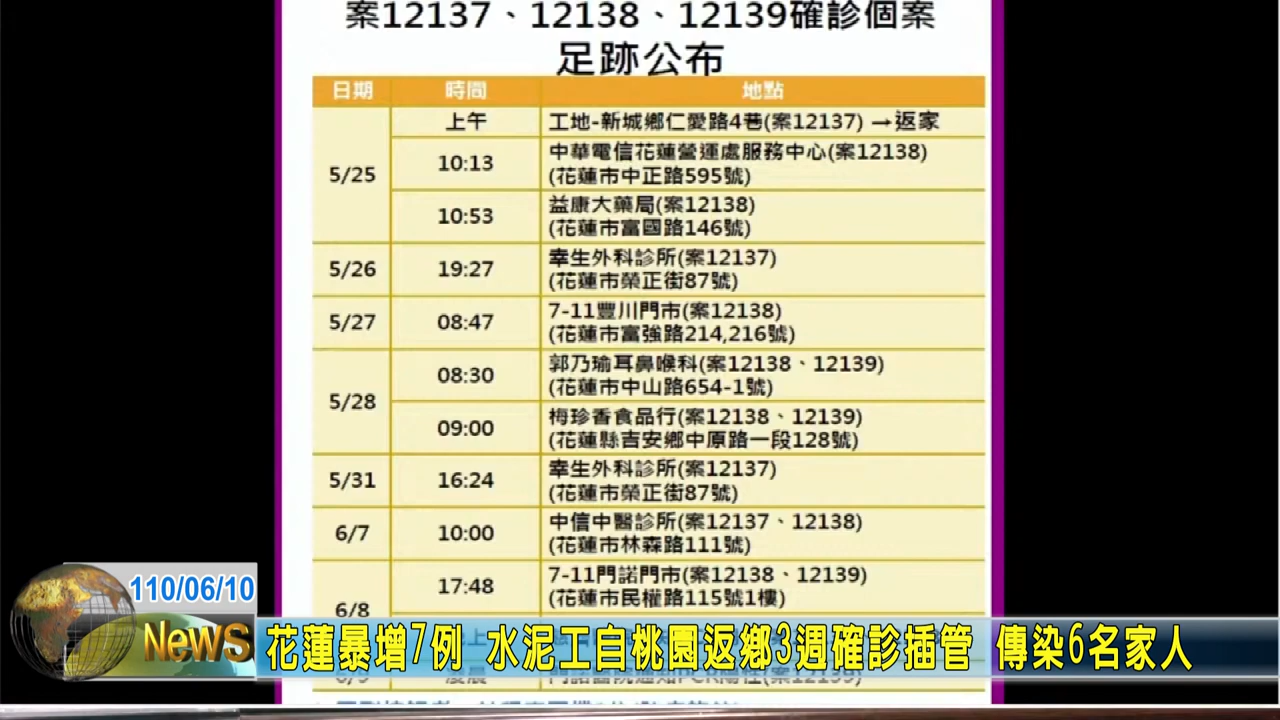 案12137、12138、12139確診個案
足跡公布
日期 時間 地點
5/25 上午 工地-新城鄉仁愛路4巷(案12137) →返家
10:13 中華電信花蓮營運處服務中心(案12138)
(花蓮市中正路595號)
10:53 益康大藥局(案12138)
(花蓮市富國路146號)
5/26 19:27 幸生外科診所(案12137)
(花蓮市榮正街87號)
5/27 08:47 7-11豐川門市(案12138)
(花蓮市富強路214,216號)
5/28 08:30 郭乃瑜耳鼻喉科(案12138、12139)
(花蓮市中山路654-1號)
09:00 梅珍香食品行(案12138、12139)
(花蓮縣吉安鄉中原路一段128號)
5/31 16:24 幸生外科診所(案12137)
(花蓮市榮正街87號)
6/7 10:00 中信中醫診所(案12137、12138)
(花蓮市林森路111號)
6/8 17:48 7-11門諾門市(案12138、12139)
(花蓮市民權路115號1樓)
110/06/10
News 花蓮暴增7例 水泥工自桃園返鄉3週確診插管 傳染6名家人